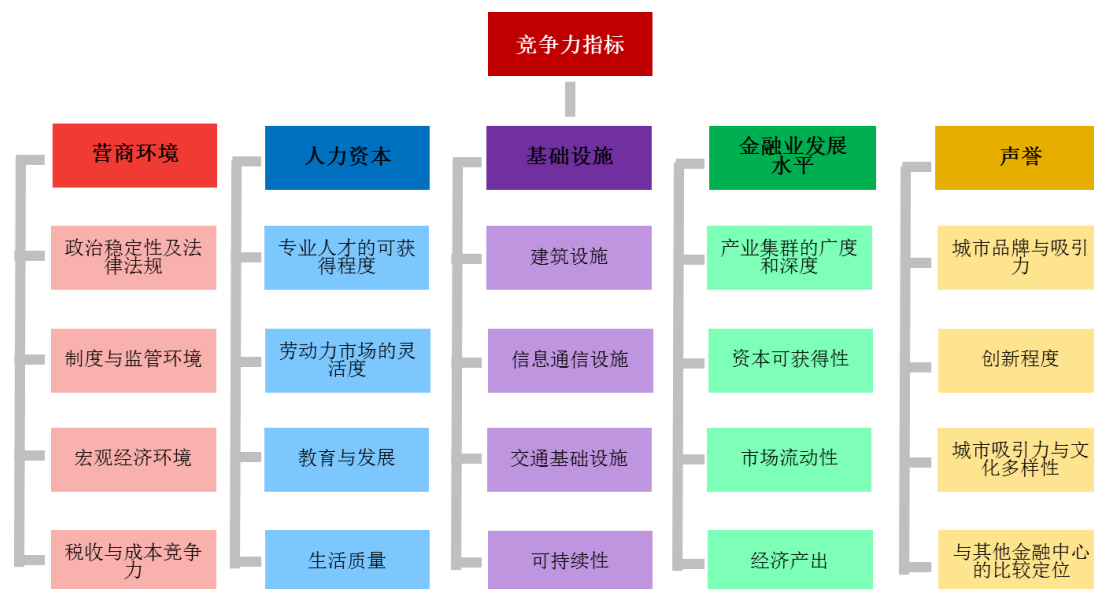 竞争力指标
营商环境
人力资本
基础设施
金融业发展
水平
声誉
政治稳定性及法
律法规
专业人才的可获
得程度
建筑设施
产业集群的广度
和深度
城市品牌与吸引
力
制度与监管环境
劳动力市场的灵
活度
信息通信设施
资本可获得性
创新程度
宏观经济环境
教育与发展
交通基础设施
市场流动性
城市吸引力与文
化多样性
税收与成本竞争
力
生活质量
可持续性
经济产出
与其他金融中心
的比较定位